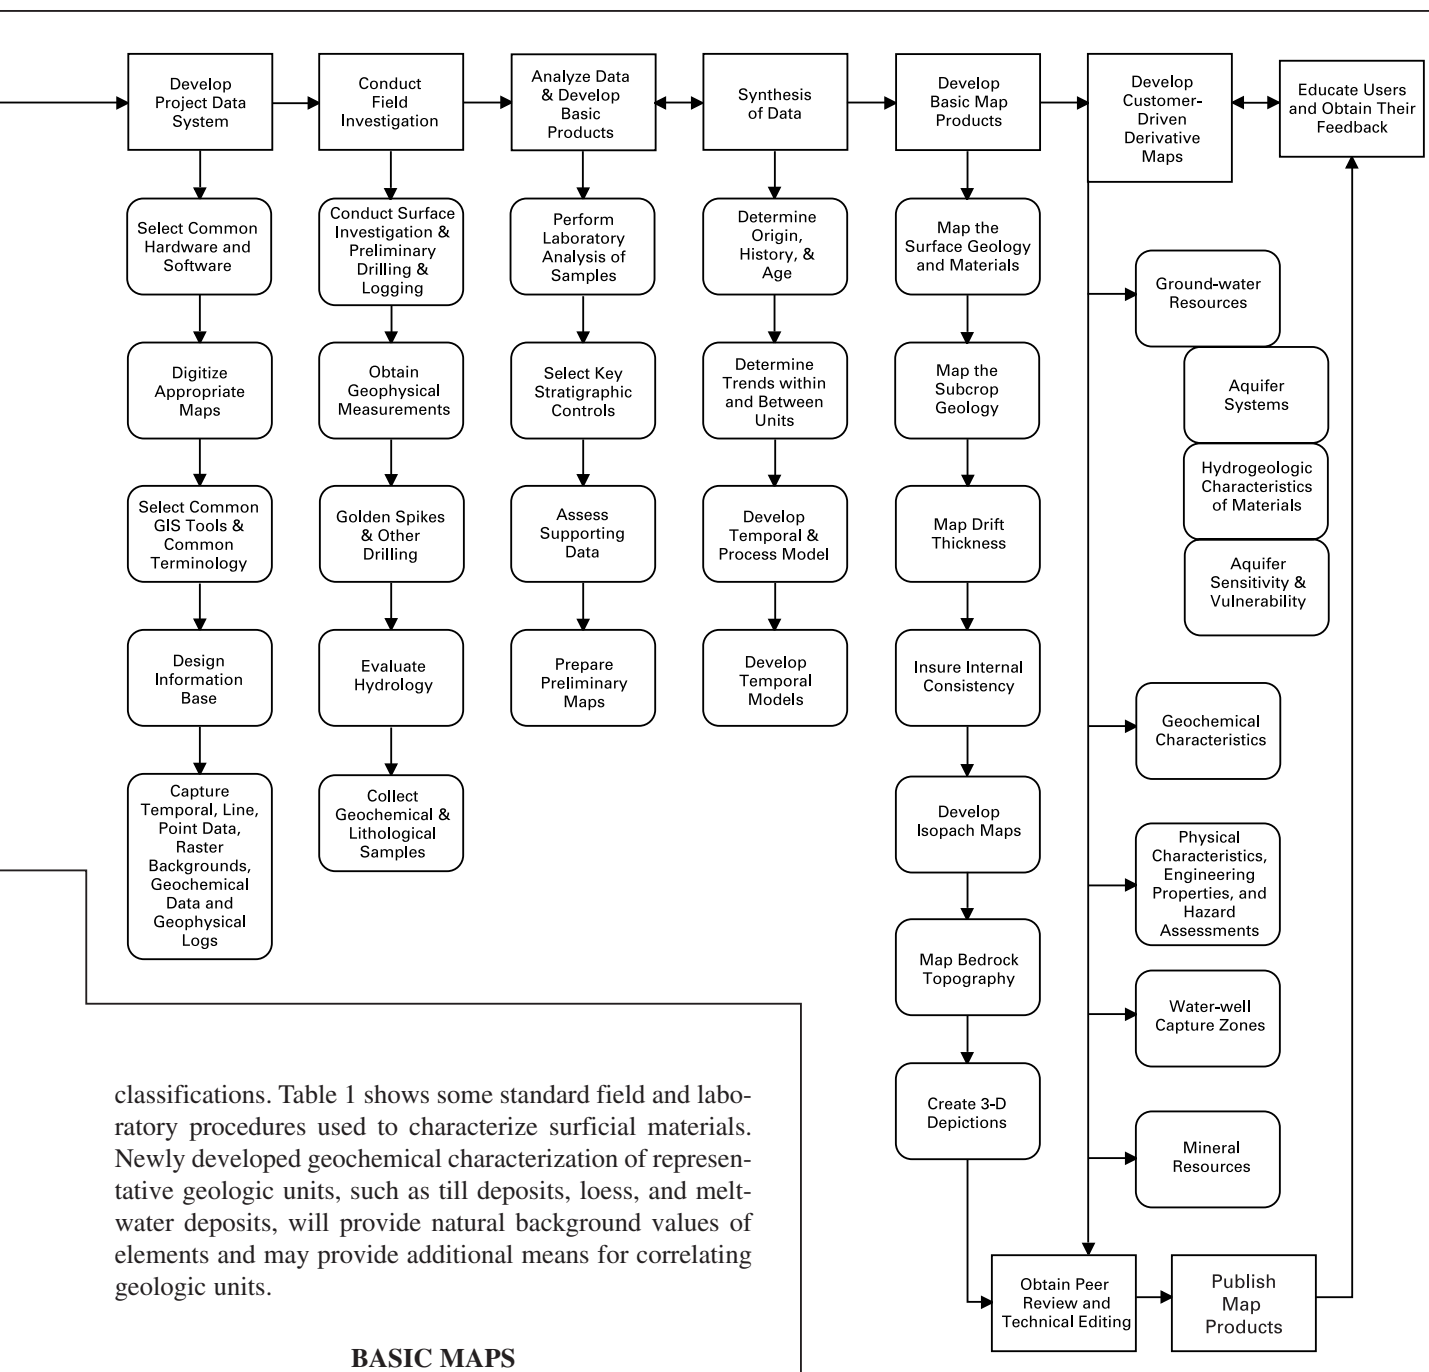 Develop
Project Data
System
Conduct
Field
Investigation
Analyze Data
& Develop
Basic
Products
Synthesis
of Data
Develop
Basic Map
Products
Develop
Customer-
Driven
Derivative
Maps
Educate Users
and Obtain Their
Feedback
Select Common
Hardware and
Software
Digitize
Appropriate
Maps
Select Common
GIS Tools &
Common
Terminology
Design
Information
Base
Capture
Temporal, Line,
Point Data,
Raster
Backgrounds,
Geochemical
Data and
Geophysical
Logs
Conduct Surface
Investigation &
Preliminary
Drilling &
Logging
Obtain
Geophysical
Measurements
Golden Spikes
& Other
Drilling
Evaluate
Hydrology
Collect
Geochemical &
Lithological
Samples
Perform
Laboratory
Analysis of
Samples
Select Key
Stratigraphic
Controls
Assess
Supporting
Data
Prepare
Preliminary
Maps
Determine
Origin,
History, &
Age
Determine
Trends within
and Between
Units
Develop
Temporal &
Process Model
Develop
Temporal
Models
Map the
Surface Geology
and Materials
Map the
Subcrop
Geology
Map Drift
Thickness
Insure Internal
Consistency
Develop
Isopach Maps
Map Bedrock
Topography
Create 3-D
Depictions
Ground-water
Resources
Aquifer
Systems
Hydrogeologic
Characteristics
of Materials
Aquifer
Sensitivity &
Vulnerability
Geochemical
Characteristics
Physical
Characteristics,
Engineering
Properties, and
Hazard
Assessments
Water-well
Capture Zones
Mineral
Resources
Obtain Peer
Review and
Technical Editing
Publish
Map
Products
classifications. Table 1 shows some standard field and labo-
ratory procedures used to characterize surficial materials.
Newly developed geochemical characterization of represen-
tative geologic units, such as till deposits, loess, and melt-
water deposits, will provide natural background values of
elements and may provide additional means for correlating
geologic units.
BASIC MAPS